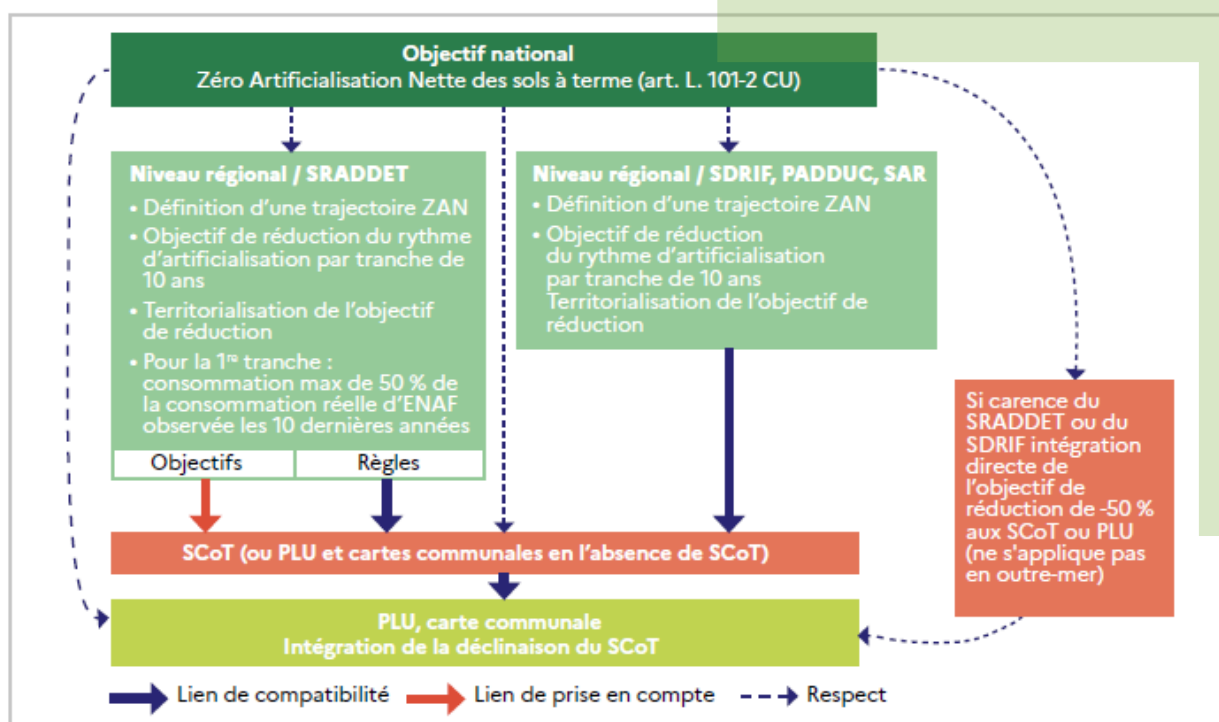 Objectif national
Zéro Artificialisation Nette des sols à terme (art. L. 101-2 CU)
Niveau régional / SRADDET
• Définition d'une trajectoire ZAN
• Objectif de réduction du rythme
d'artificialisation par tranche de
10 ans
• Territorialisation de l'objectif
de réduction
• Pour la 1re tranche :
consommation max de 50 % de
la consommation réelle d'ENAF
observée les 10 dernières années
Objectifs
Règles
Niveau régional / SDRIF, PADDUC, SAR
• Définition d'une trajectoire ZAN
• Objectif de réduction
du rythme d'artificialisation
par tranche de 10 ans
Territorialisation de l'objectif de
réduction
Si carence du
SRADDET ou du
SDRIF intégration
directe de
l'objectif de
réduction de -50 %
aux SCoT ou PLU
(ne s'applique pas
en outre-mer)
SCoT (ou PLU et cartes communales en l'absence de SCoT)
PLU, carte communale
Intégration de la déclinaison du SCoT
Lien de compatibilité
Lien de prise en compte
Respect